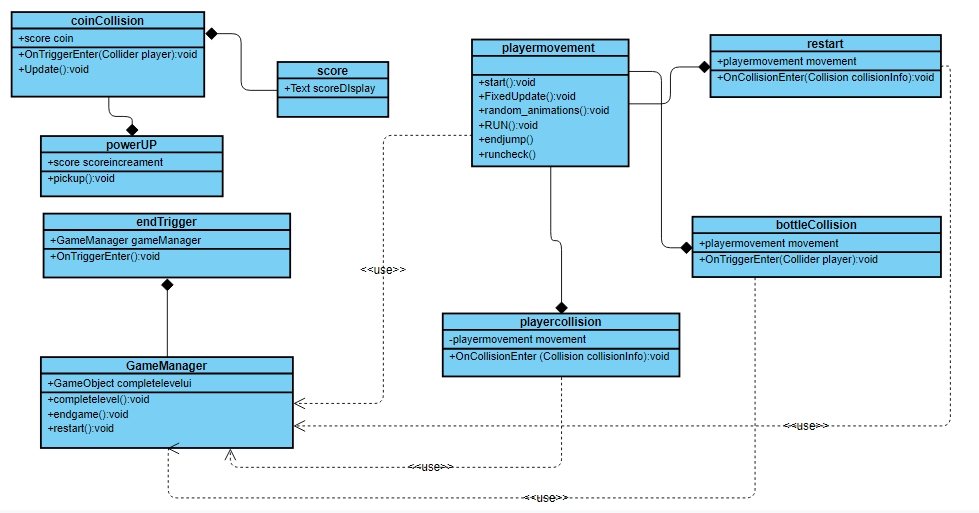 coinCollision
+score coin
+OnTriggerEnter(Collider player):void
+Update():void
score
+Text scoreDIsplay
powerUP
+score scoreincreament
+pickup():void
endTrigger
+GameManager gameManager
+OnTriggerEnter():void
GameManager
+GameObject completelevelui
+completelevel():void
+endgame():void
+restart():void
playermovement
+start():void
+FixedUpdate():void
+random_animations():void
+RUN():void
+endjump()
+runcheck()
restart
+playermovement movement
+OnCollisionEnter(Collision collisionInfo):void
bottleCollision
+playermovement movement
+OnTriggerEnter(Collider player):void
playercollision
-playermovement movement
+OnCollisionEnter (Collision collisionInfo):void
<<use>>
<<use>>
<<use>>
<<use>>